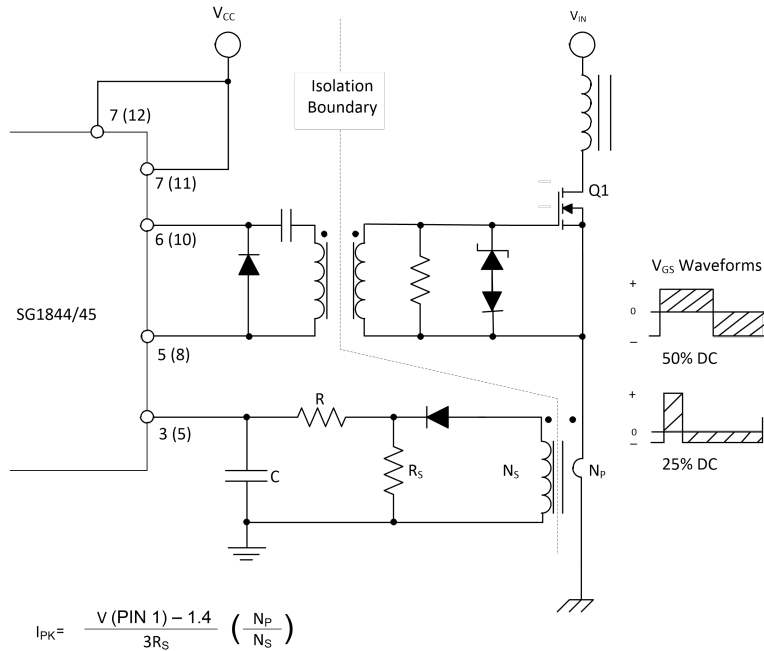 VCC
VIN
Isolation
Boundary
7 (12)
7 (11)
Q1
6 (10)
VGS Waveforms
+
0
–
50% DC
SG1844/45
5 (8)
3 (5)
R
C
RS
NS
NP
+
0
–
25% DC
IPK= V (PIN 1) – 1.4 / 3RS ( NP / NS )